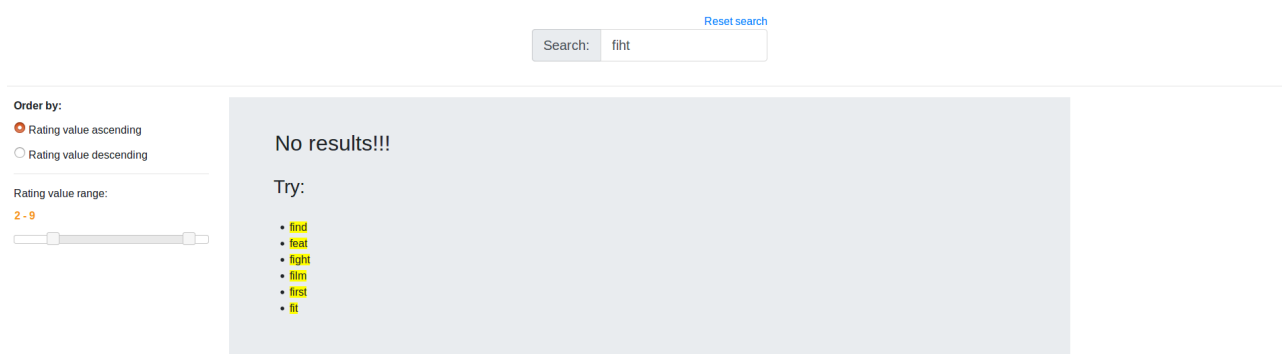 Reset search
Search: fiht
Order by:
Rating value ascending
Rating value descending
Rating value range:
2 - 9
No results!!!
Try:
find
feat
fight
film
first
fit